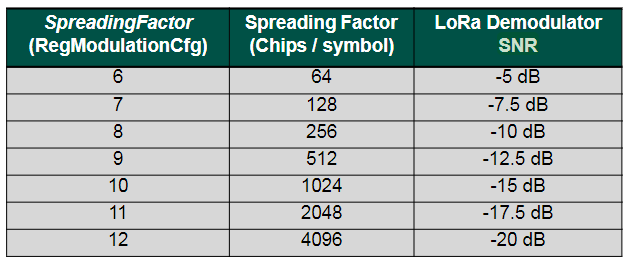 SpreadingFactor Spreading Factor LoRa Demodulator
(RegModulationCfg) (Chips / symbol) SNR
6 64 -5 dB
7 128 -7.5 dB
8 256 -10 dB
9 512 -12.5 dB
10 1024 -15 dB
11 2048 -17.5 dB
12 4096 -20 dB